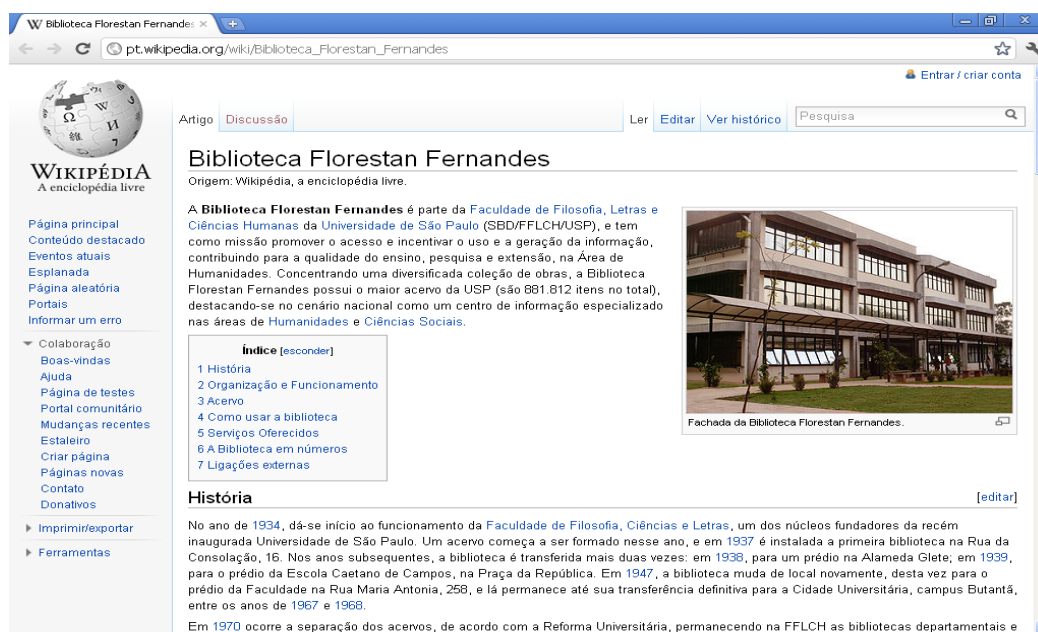 Biblioteca Florestan Fernandes
pt.wikipedia.org/wiki/Biblioteca_Florestan_Fernandes
Entrar / criar conta
Artigo Discussão Ler Editar Ver histórico Pesquisa
WIKIPÉDIA
A enciclopédia livre
Página principal
Conteúdo destacado
Eventos atuais
Esplanada
Página aleatória
Portais
Informar um erro
Colaboração
Boas-vindas
Ajuda
Página de testes
Portal comunitário
Mudanças recentes
Estaleiro
Criar página
Páginas novas
Contato
Donativos
Imprimir/exportar
Ferramentas
Biblioteca Florestan Fernandes
Origem: Wikipédia, a enciclopédia livre.
A Biblioteca Florestan Fernandes é parte da Faculdade de Filosofia, Letras e
Ciências Humanas da Universidade de São Paulo (SBD/FFLCH/USP), e tem
como missão promover o acesso e incentivar o uso e a geração da informação,
contribuindo para a qualidade do ensino, pesquisa e extensão, na Área de
Humanidades. Concentrando uma diversificada coleção de obras, a Biblioteca
Florestan Fernandes possui o maior acervo da USP (são 881.812 itens no total),
destacando-se no cenário nacional como um centro de informação especializado
nas áreas de Humanidades e Ciências Sociais.
Fachada da Biblioteca Florestan Fernandes.
Índice [esconder]
1 História
2 Organização e Funcionamento
3 Acervo
4 Como usar a biblioteca
5 Serviços Oferecidos
6 A Biblioteca em números
7 Ligações externas
História [editar]
No ano de 1934, dá-se início ao funcionamento da Faculdade de Filosofia, Ciências e Letras, um dos núcleos fundadores da recém
inaugurada Universidade de São Paulo. Um acervo começa a ser formado nesse ano, e em 1937 é instalada a primeira biblioteca na Rua da
Consolação, 16. Nos anos subsequentes, a biblioteca é transferida mais duas vezes: em 1938, para um prédio na Alameda Glete; em 1939,
para o prédio da Escola Caetano de Campos, na Praça da República. Em 1947, a biblioteca muda de local novamente, desta vez para o
prédio da Faculdade na Rua Maria Antonia, 258, e lá permanece até sua transferência definitiva para a Cidade Universitária, campus Butantã,
entre os anos de 1967 e 1968.
Em 1970 ocorre a separação dos acervos, de acordo com a Reforma Universitária, permanecendo na FFLCH as bibliotecas departamentais e